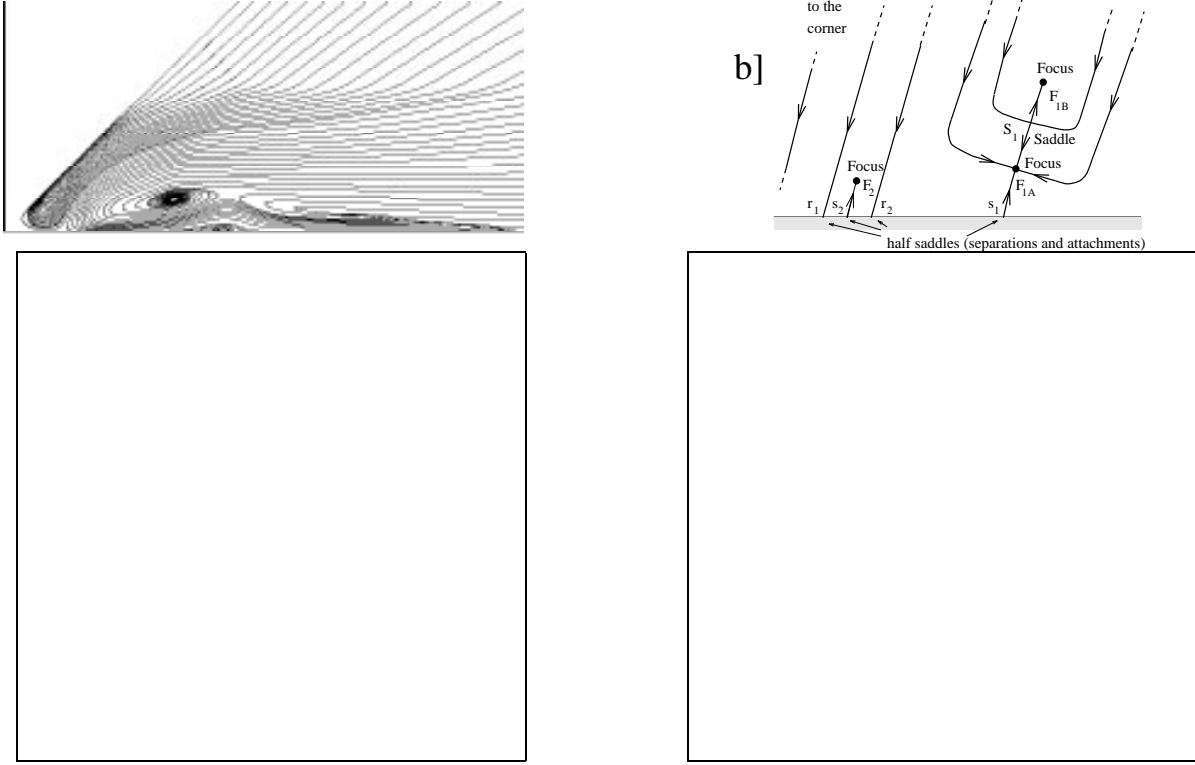 to the
corner
b]
Focus
F1B
S1
Saddle
Focus
Focus
F2
F1A
r1 s2 r2 s1
half saddles (separations and attachments)